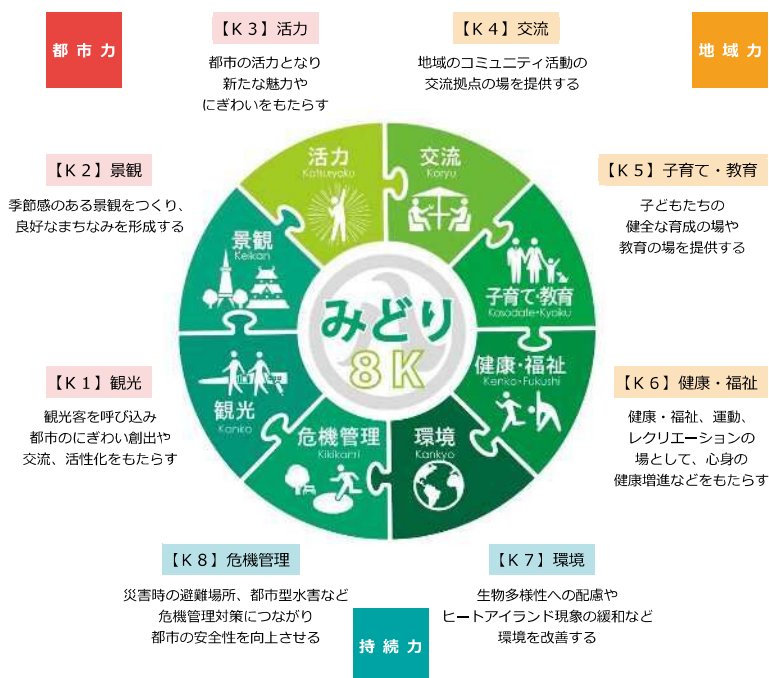 都市力
【K3】活力
都市の活力となり
新たな魅力や
にぎわいをもたらす
【K4】交流
地域のコミュニティ活動の
交流拠点の場を提供する
地域力
【K2】景観
季節感のある景観をつくり、
良好なまちなみを形成する
【K5】子育て・教育
子どもたちの
健全な育成の場や
教育の場を提供する
活力
Katsuryoku
交流
Koryu
景観
Keikan
子育て・教育
Kosodate・Kyoiku
みどり
8K
健康・福祉
Kenko・Fukushi
観光
Kanko
危機管理
Kikikanri
環境
Kankyo
【K1】観光
観光客を呼び込み
都市のにぎわい創出や
交流、活性化をもたらす
【K6】健康・福祉
健康・福祉、運動、
レクリエーションの
場として、心身の
健康増進などをもたらす
【K8】危機管理
災害時の避難場所、都市型水害など
危機管理対策につながり
都市の安全性を向上させる
【K7】環境
生物多様性への配慮や
ヒートアイランド現象の緩和など
環境を改善する
持続力